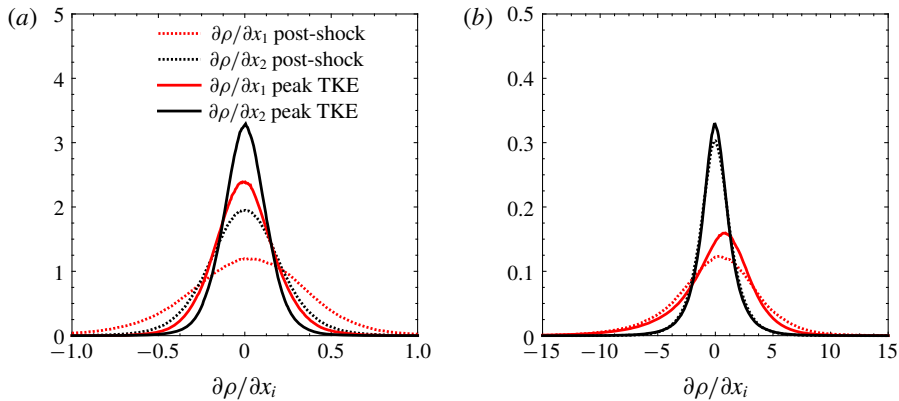 (a)
5
4
3
2
1
0
−1.0 −0.5 0 0.5 1.0
∂ρ/∂xᵢ
∂ρ/∂x₁ post-shock
∂ρ/∂x₂ post-shock
∂ρ/∂x₁ peak TKE
∂ρ/∂x₂ peak TKE
(b)
0.5
0.4
0.3
0.2
0.1
0
−15 −10 −5 0 5 10 15
∂ρ/∂xᵢ